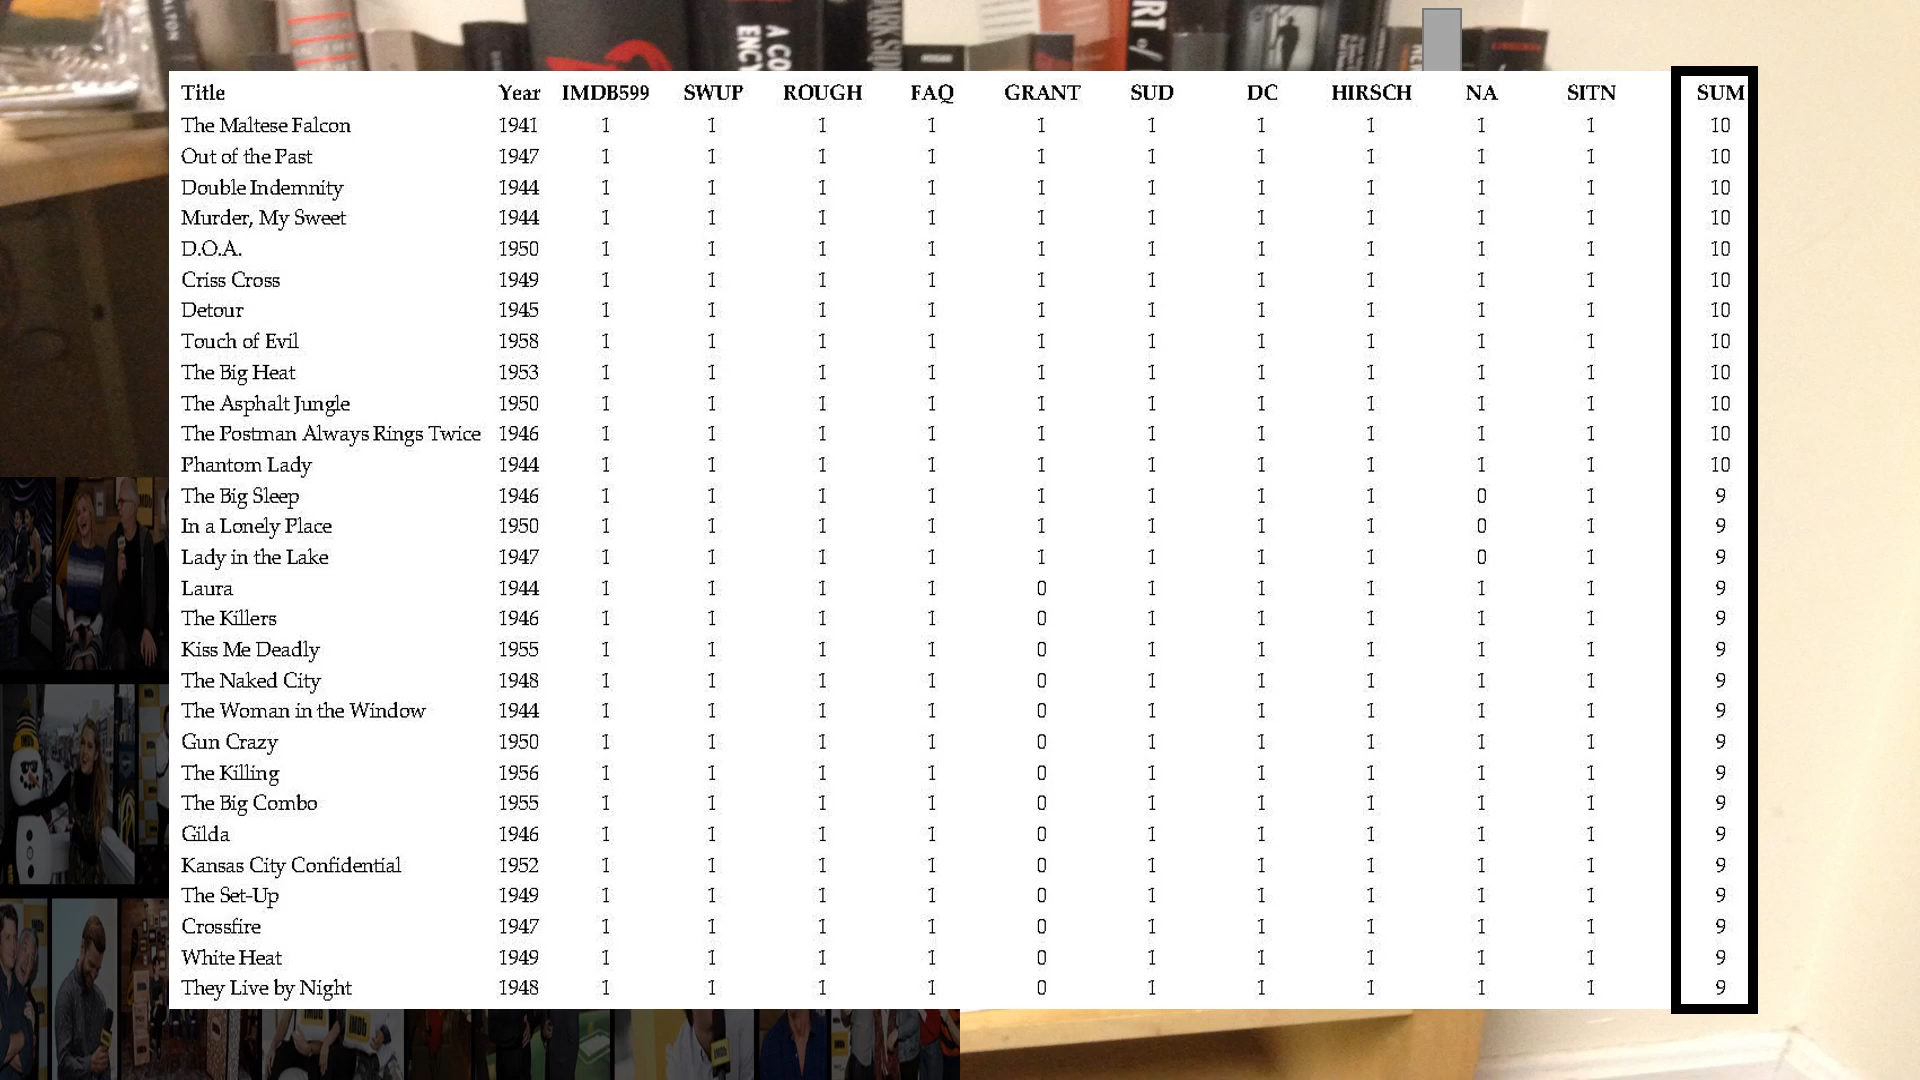 ALTON
A CO
ENCY
DARK SIDE
RT of
Title Year IMDB599 SWUP ROUGH FAQ GRANT SUD DC HIRSCH NA SITN SUM
The Maltese Falcon 1941 1 1 1 1 1 1 1 1 1 1 10
Out of the Past 1947 1 1 1 1 1 1 1 1 1 1 10
Double Indemnity 1944 1 1 1 1 1 1 1 1 1 1 10
Murder, My Sweet 1944 1 1 1 1 1 1 1 1 1 1 10
D.O.A. 1950 1 1 1 1 1 1 1 1 1 1 10
Criss Cross 1949 1 1 1 1 1 1 1 1 1 1 10
Detour 1945 1 1 1 1 1 1 1 1 1 1 10
Touch of Evil 1958 1 1 1 1 1 1 1 1 1 1 10
The Big Heat 1953 1 1 1 1 1 1 1 1 1 1 10
The Asphalt Jungle 1950 1 1 1 1 1 1 1 1 1 1 10
The Postman Always Rings Twice 1946 1 1 1 1 1 1 1 1 1 1 10
Phantom Lady 1944 1 1 1 1 1 1 1 1 1 1 10
The Big Sleep 1946 1 1 1 1 1 1 1 1 0 1 9
In a Lonely Place 1950 1 1 1 1 1 1 1 1 0 1 9
Lady in the Lake 1947 1 1 1 1 1 1 1 1 0 1 9
Laura 1944 1 1 1 1 0 1 1 1 1 1 9
The Killers 1946 1 1 1 1 0 1 1 1 1 1 9
Kiss Me Deadly 1955 1 1 1 1 0 1 1 1 1 1 9
The Naked City 1948 1 1 1 1 0 1 1 1 1 1 9
The Woman in the Window 1944 1 1 1 1 0 1 1 1 1 1 9
Gun Crazy 1950 1 1 1 1 0 1 1 1 1 1 9
The Killing 1956 1 1 1 1 0 1 1 1 1 1 9
The Big Combo 1955 1 1 1 1 0 1 1 1 1 1 9
Gilda 1946 1 1 1 1 0 1 1 1 1 1 9
Kansas City Confidential 1952 1 1 1 1 0 1 1 1 1 1 9
The Set-Up 1949 1 1 1 1 0 1 1 1 1 1 9
Crossfire 1947 1 1 1 1 0 1 1 1 1 1 9
White Heat 1949 1 1 1 1 0 1 1 1 1 1 9
They Live by Night 1948 1 1 1 1 0 1 1 1 1 1 9
IMDb
IMDb